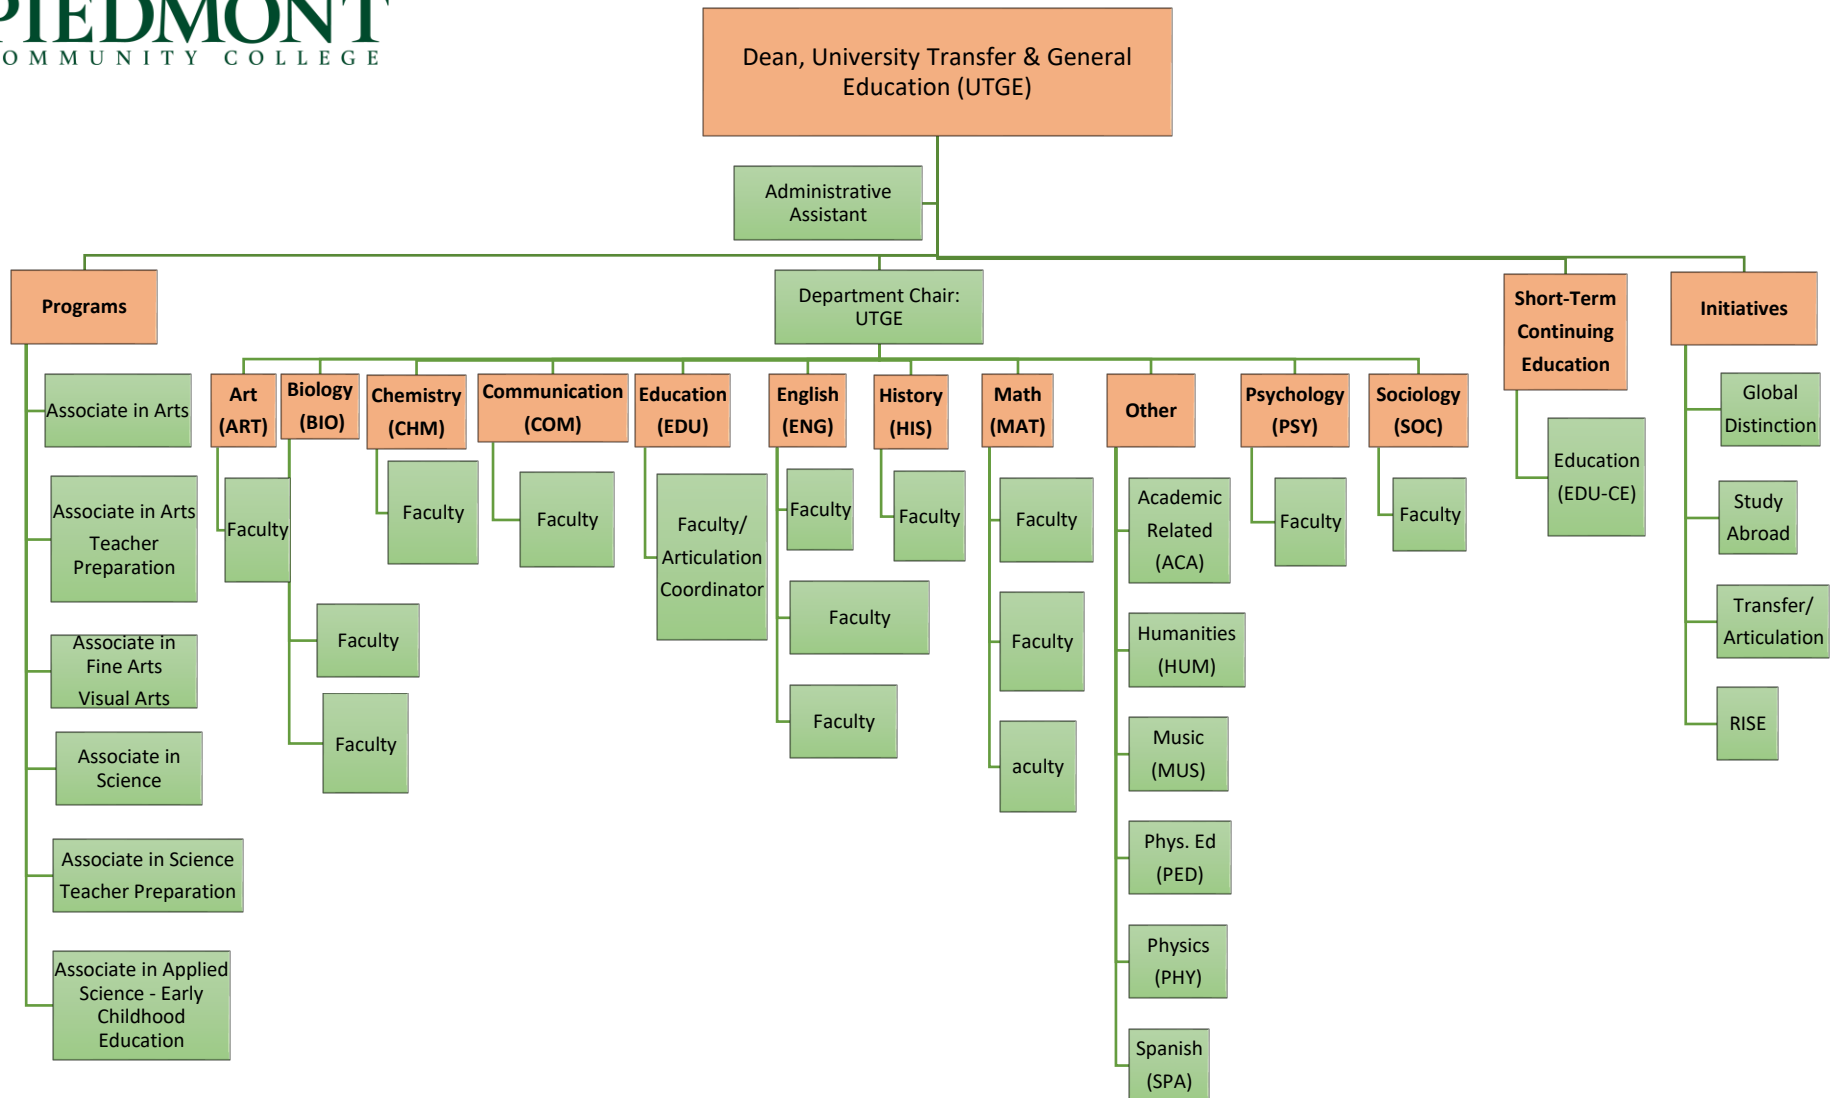 PIEDMONT
COMMUNITY COLLEGE
Dean, University Transfer & General
Education (UTGE)
Administrative
Assistant
Programs
Department Chair:
UTGE
Short-Term
Continuing
Education
Initiatives
Associate in Arts
Associate in Arts
Teacher
Preparation
Associate in
Fine Arts
Visual Arts
Associate in
Science
Associate in Science
Teacher Preparation
Associate in Applied
Science - Early
Childhood
Education
Art
(ART)
Faculty
Biology
(BIO)
Faculty
Faculty
Chemistry
(CHM)
Faculty
Communication
(COM)
Faculty
Education
(EDU)
Faculty/
Articulation
Coordinator
English
(ENG)
Faculty
Faculty
Faculty
History
(HIS)
Faculty
Math
(MAT)
Faculty
Faculty
aculty
Other
Academic
Related
(ACA)
Humanities
(HUM)
Music
(MUS)
Phys. Ed
(PED)
Physics
(PHY)
Spanish
(SPA)
Psychology
(PSY)
Faculty
Sociology
(SOC)
Faculty
Education
(EDU-CE)
Global
Distinction
Study
Abroad
Transfer/
Articulation
RISE